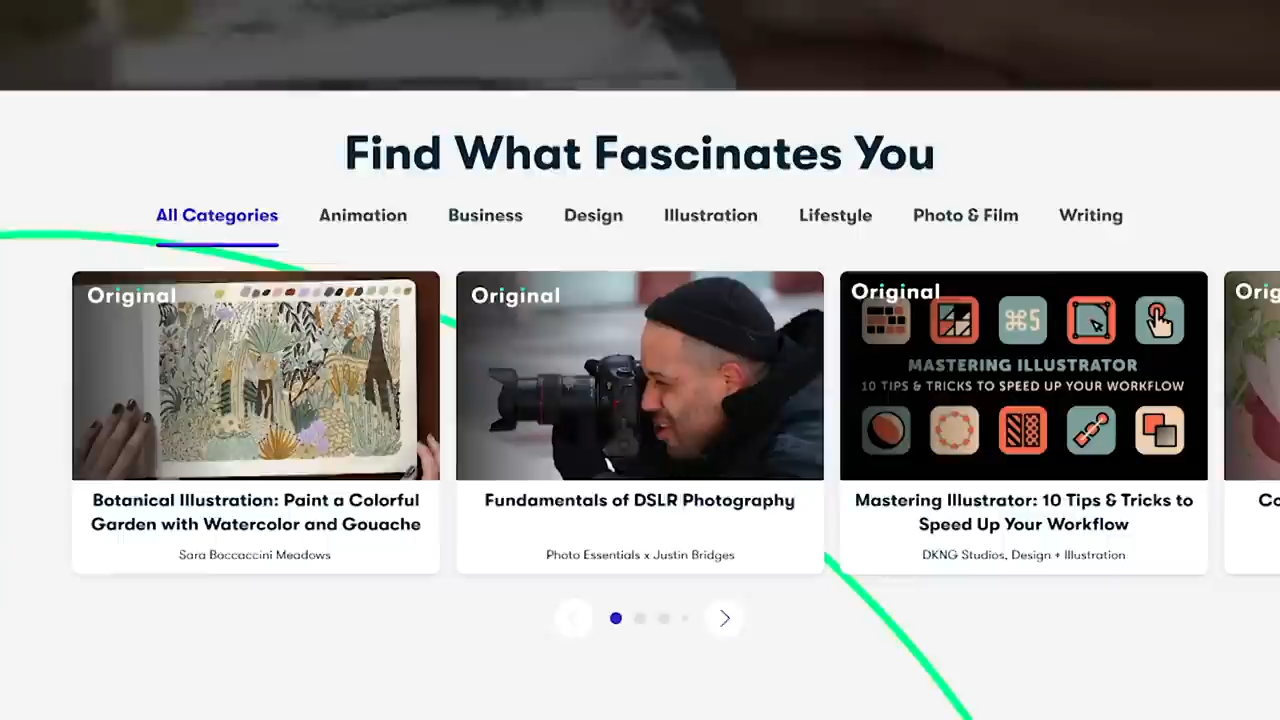 Find What Fascinates You
All Categories Animation Business Design Illustration Lifestyle Photo & Film Writing
Original
Botanical Illustration: Paint a Colorful
Garden with Watercolor and Gouache
Sara Boccaccini Meadows
Original
Fundamentals of DSLR Photography
Photo Essentials x Justin Bridges
Original
⌘5
MASTERING ILLUSTRATOR
10 TIPS & TRICKS TO SPEED UP YOUR WORKFLOW
Mastering Illustrator: 10 Tips & Tricks to
Speed Up Your Workflow
DKNG Studios, Design + Illustration
Orig
Co